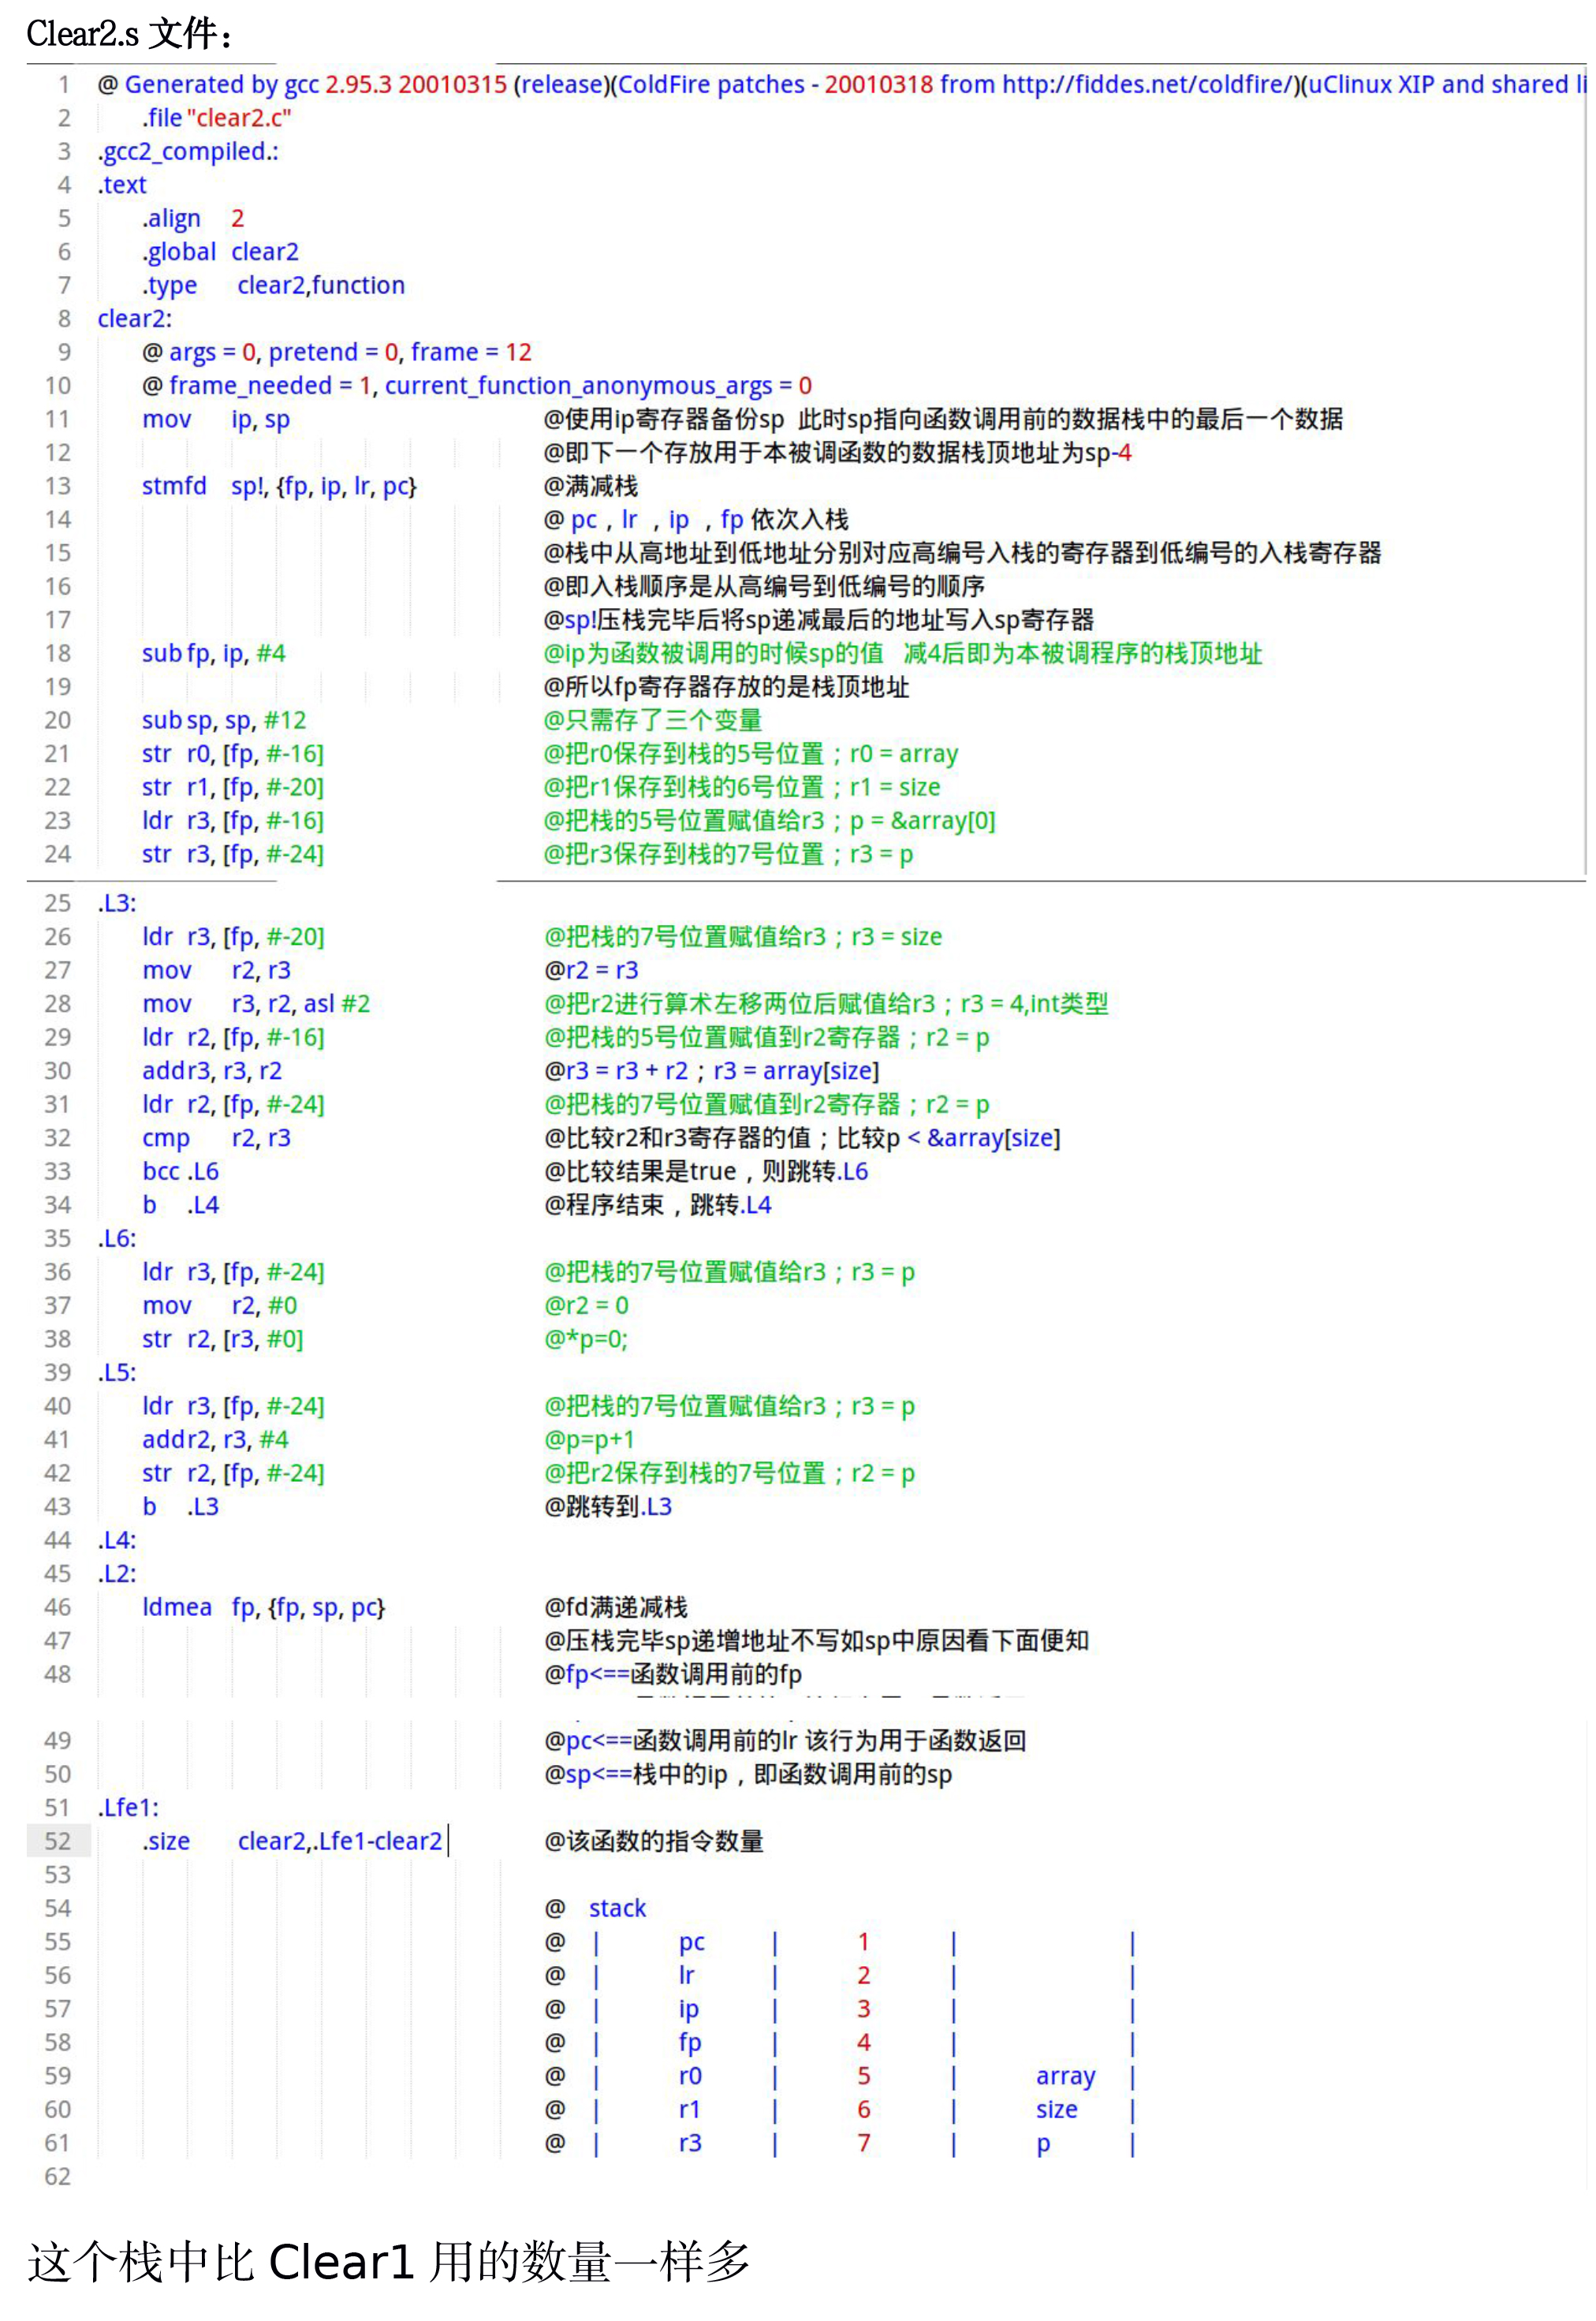 Clear2.s 文件：
1 @ Generated by gcc 2.95.3 20010315 (release)(ColdFire patches - 20010318 from http://fiddes.net/coldfire/)(uClinux XIP and shared li
2 .file "clear2.c"
3 .gcc2_compiled.:
4 .text
5 .align 2
6 .global clear2
7 .type clear2,function
8 clear2:
9 @ args = 0, pretend = 0, frame = 12
10 @ frame_needed = 1, current_function_anonymous_args = 0
11 mov ip, sp @使用ip寄存器备份sp 此时sp指向函数调用前的数据栈中的最后一个数据
12 @即下一个存放用于本被调函数的数据栈顶地址为sp-4
13 stmfd sp!, {fp, ip, lr, pc} @满减栈
14 @ pc , lr , ip , fp 依次入栈
15 @栈中从高地址到低地址分别对应高编号入栈的寄存器到低编号的入栈寄存器
16 @即入栈顺序是从高编号到低编号的顺序
17 @sp!压栈完毕后将sp递减最后的地址写入sp寄存器
18 sub fp, ip, #4 @ip为函数被调用的时候sp的值 减4后即为本被调程序的栈顶地址
19 @所以fp寄存器存放的是栈顶地址
20 sub sp, sp, #12 @只需存了三个变量
21 str r0, [fp, #-16] @把r0保存到栈的5号位置；r0 = array
22 str r1, [fp, #-20] @把r1保存到栈的6号位置；r1 = size
23 ldr r3, [fp, #-16] @把栈的5号位置赋值给r3；p = &array[0]
24 str r3, [fp, #-24] @把r3保存到栈的7号位置；r3 = p
25 .L3:
26 ldr r3, [fp, #-20] @把栈的7号位置赋值给r3；r3 = size
27 mov r2, r3 @r2 = r3
28 mov r3, r2, asl #2 @把r2进行算术左移两位后赋值给r3；r3 = 4,int类型
29 ldr r2, [fp, #-16] @把栈的5号位置赋值到r2寄存器；r2 = p
30 addr3, r3, r2 @r3 = r3 + r2；r3 = array[size]
31 ldr r2, [fp, #-24] @把栈的7号位置赋值到r2寄存器；r2 = p
32 cmp r2, r3 @比较r2和r3寄存器的值；比较p < &array[size]
33 bcc .L6 @比较结果是true，则跳转.L6
34 b .L4 @程序结束，跳转.L4
35 .L6:
36 ldr r3, [fp, #-24] @把栈的7号位置赋值给r3；r3 = p
37 mov r2, #0 @r2 = 0
38 str r2, [r3, #0] @*p=0;
39 .L5:
40 ldr r3, [fp, #-24] @把栈的7号位置赋值给r3；r3 = p
41 addr2, r3, #4 @p=p+1
42 str r2, [fp, #-24] @把r2保存到栈的7号位置；r2 = p
43 b .L3 @跳转到.L3
44 .L4:
45 .L2:
46 ldmea fp, {fp, sp, pc} @fd满递减栈
47 @压栈完毕sp递增地址不写如sp中原因看下面便知
48 @fp<==函数调用前的fp
49 @pc<==函数调用前的lr 该行为用于函数返回
50 @sp<==栈中的ip，即函数调用前的sp
51 .Lfe1:
52 .size clear2,.Lfe1-clear2 @该函数的指令数量
53
54 @ stack
55 @ | pc | 1 | |
56 @ | lr | 2 | |
57 @ | ip | 3 | |
58 @ | fp | 4 | |
59 @ | r0 | 5 | array |
60 @ | r1 | 6 | size |
61 @ | r3 | 7 | p |
62
这个栈中比 Clear1 用的数量一样多